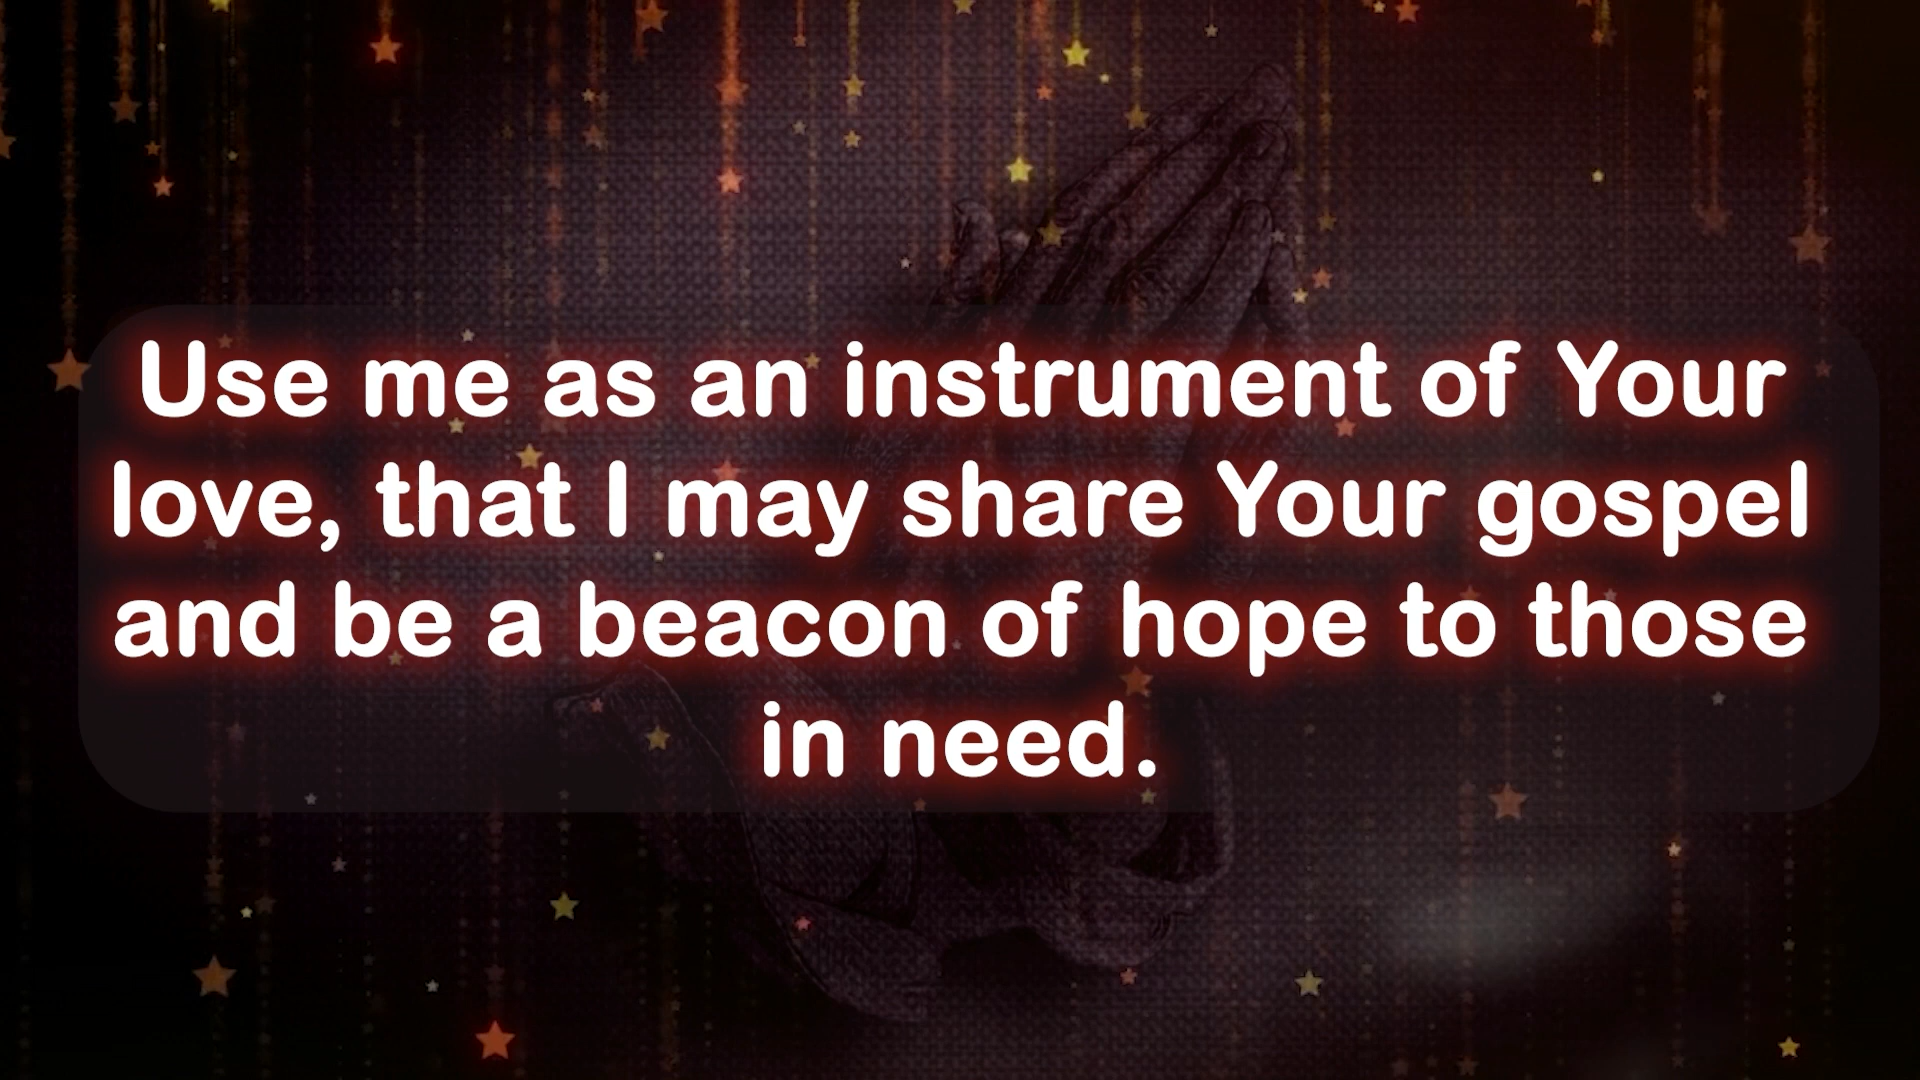 Use me as an instrument of Your
love, that I may share Your gospel
and be a beacon of hope to those
in need.